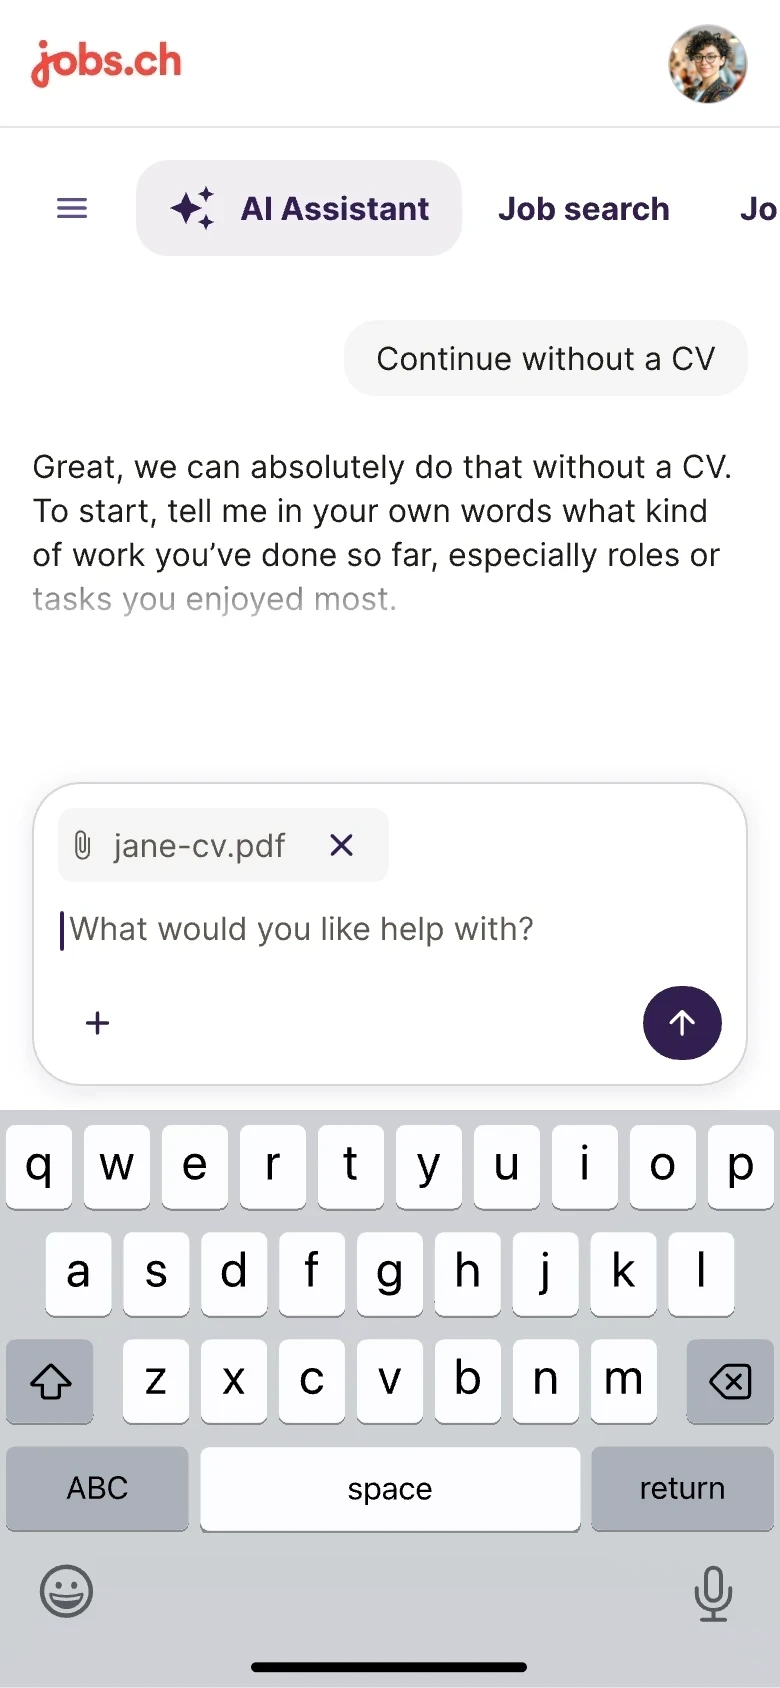 jobs.ch
AI Assistant Job search Jo
Continue without a CV
Great, we can absolutely do that without a CV.
To start, tell me in your own words what kind
of work you’ve done so far, especially roles or
tasks you enjoyed most.
jane-cv.pdf
What would you like help with?
q w e r t y u i o p
a s d f g h j k l
z x c v b n m
ABC space return